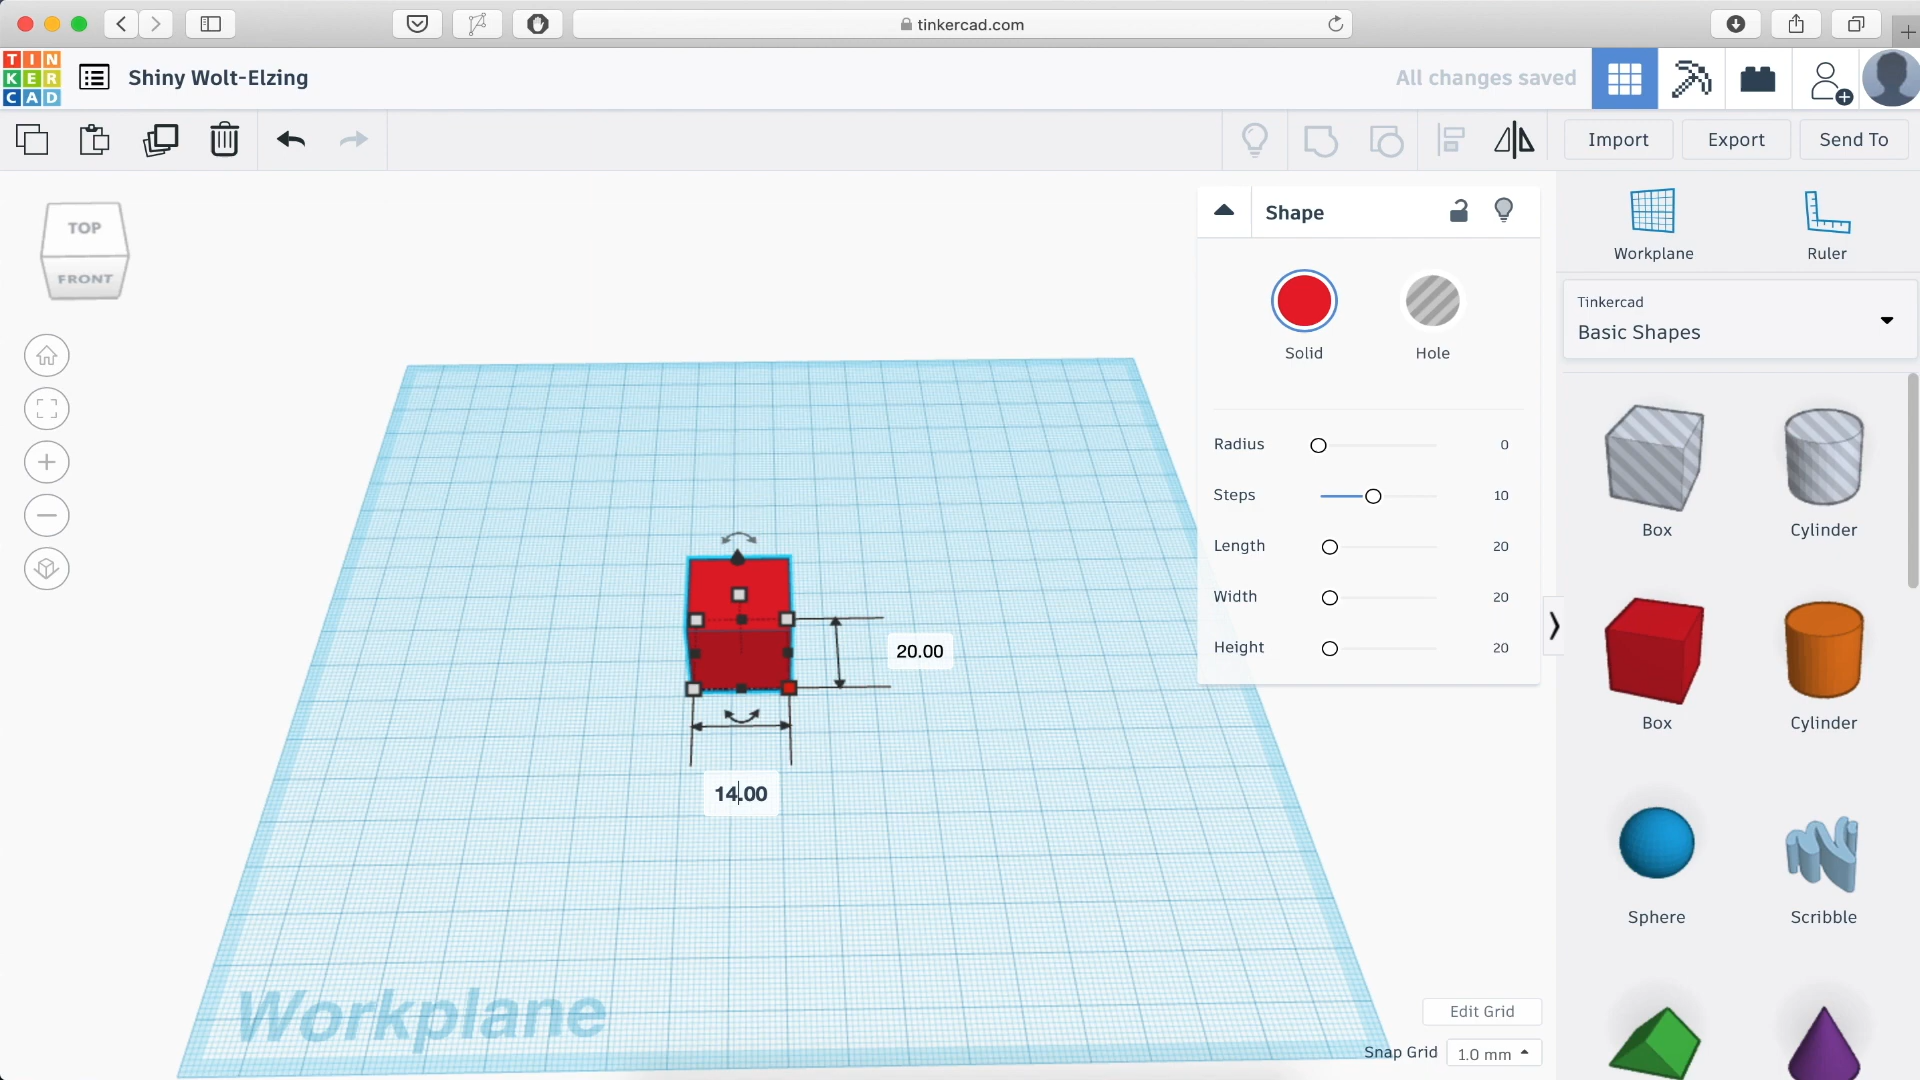 tinkercad.com
TIN
KER
CAD
Shiny Wolt-Elzing
All changes saved
Import
Export
Send To
TOP
FRONT
Shape
Solid
Hole
Radius 0
Steps 10
Length 20
Width 20
Height 20
Workplane
Ruler
Tinkercad
Basic Shapes
Box
Cylinder
Box
Cylinder
Sphere
Scribble
20.00
14.00
Workplane
Edit Grid
Snap Grid 1.0 mm